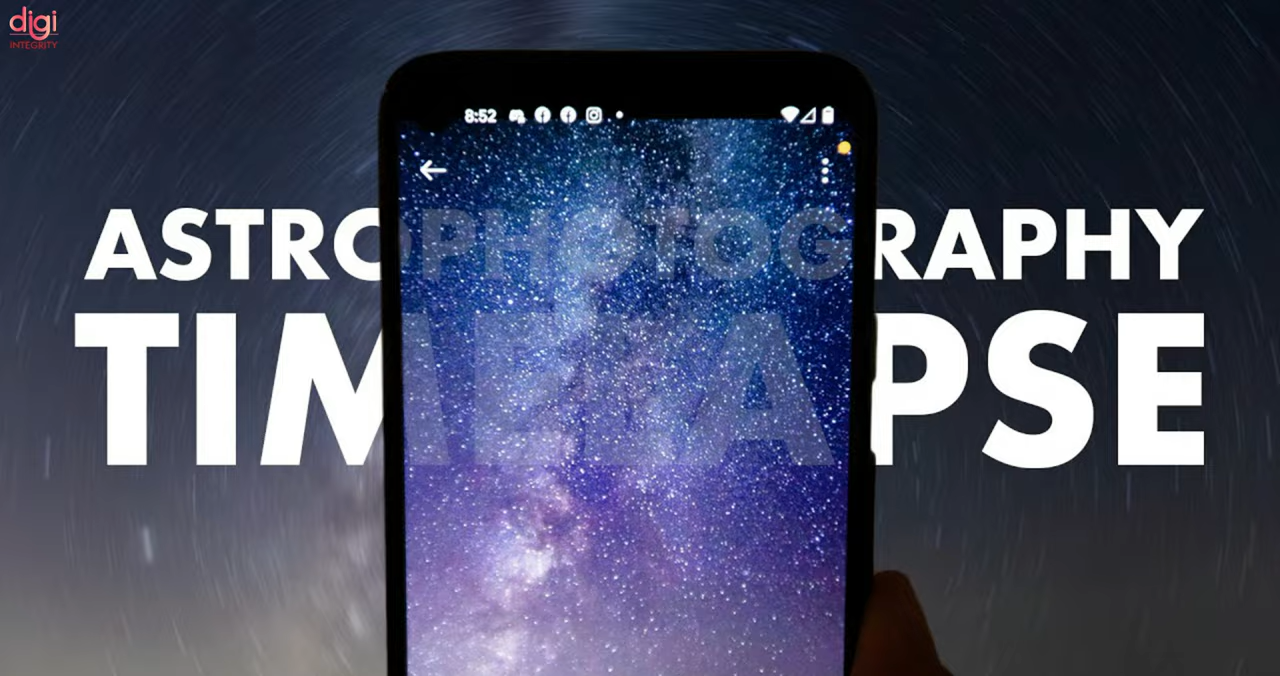 digi
INTEGRITY
8:52
ASTROPHOTOGRAPHY
TIMELAPSE